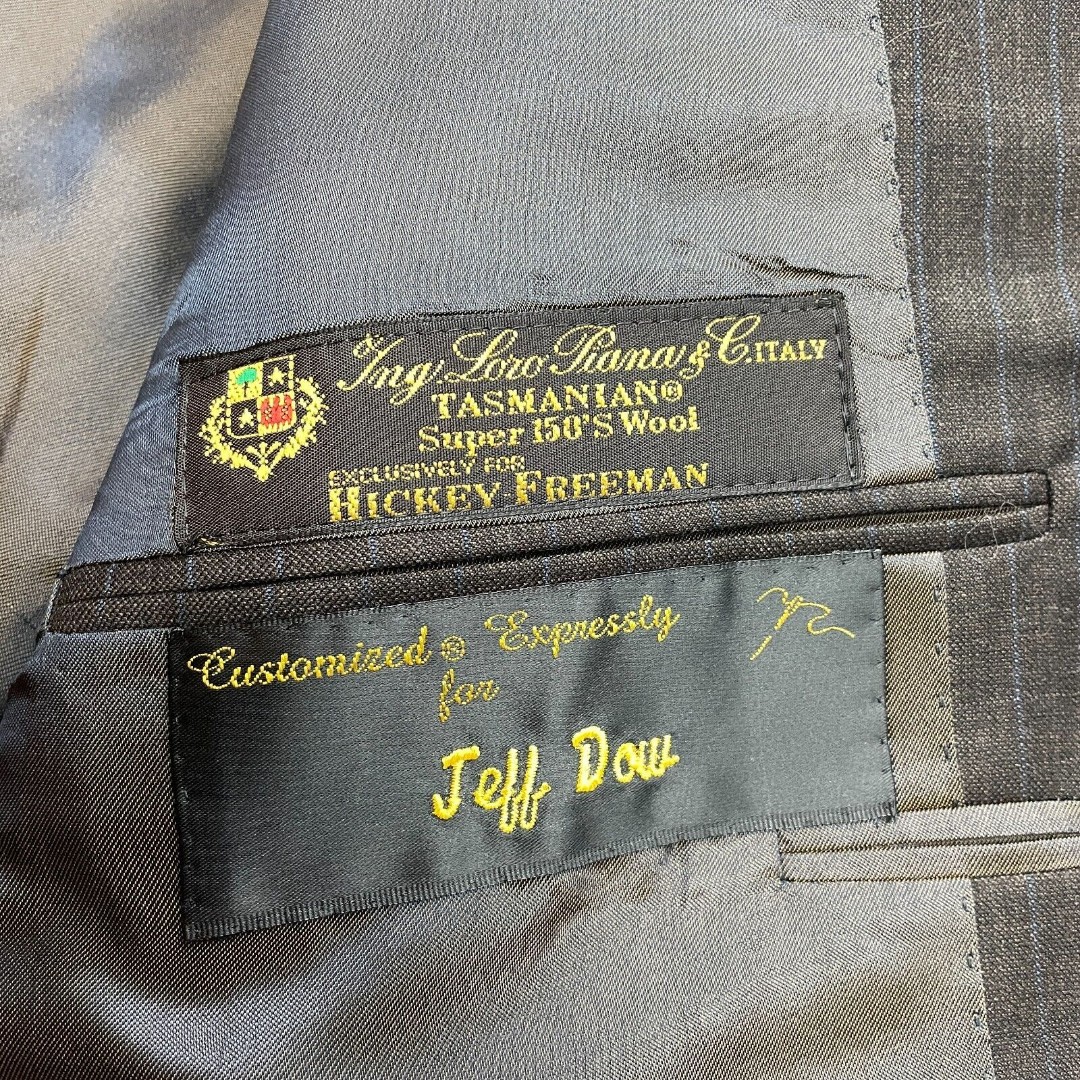 Ing. Loro Piana & C. ITALY
TASMANIAN®
Super 150'S Wool
EXCLUSIVELY FOR
HICKEY-FREEMAN
Customized ® Expressly
for
Jeff Dow